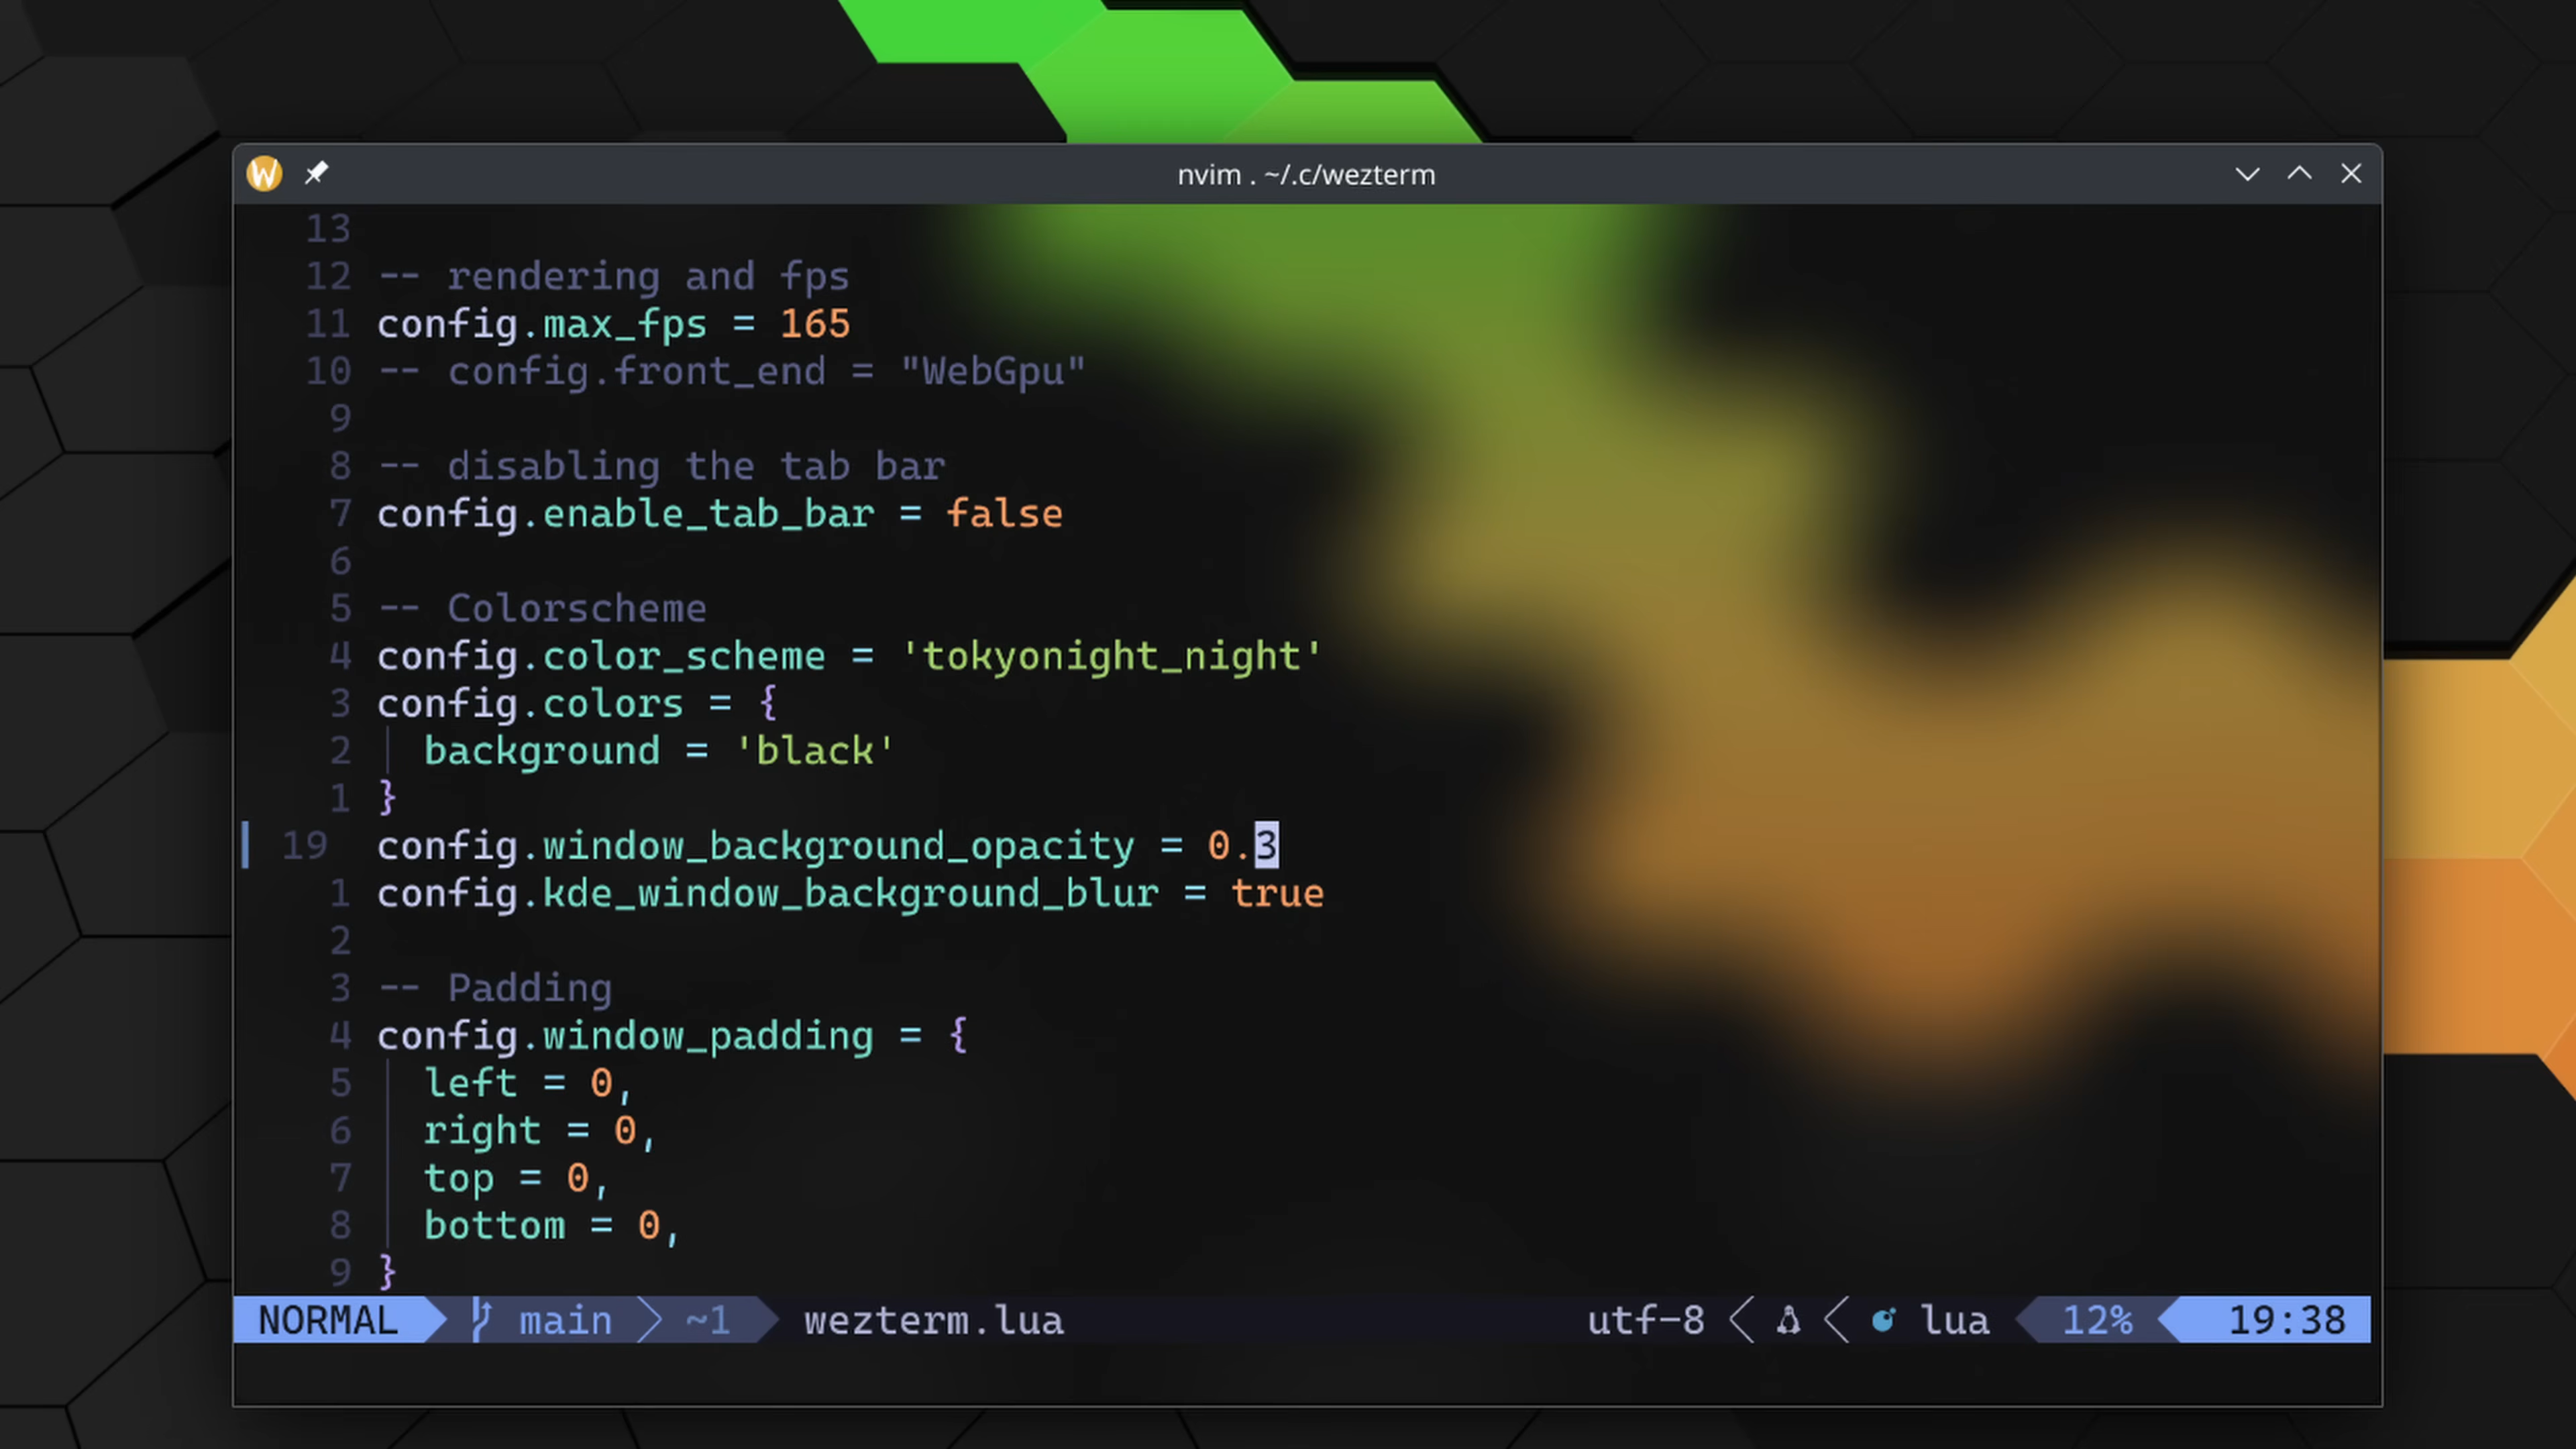 nvim . ~/.c/wezterm
13
12 -- rendering and fps
11 config.max_fps = 165
10 -- config.front_end = "WebGpu"
9
8 -- disabling the tab bar
7 config.enable_tab_bar = false
6
5 -- Colorscheme
4 config.color_scheme = 'tokyonight_night'
3 config.colors = {
2 background = 'black'
1 }
19 config.window_background_opacity = 0.3
1 config.kde_window_background_blur = true
2
3 -- Padding
4 config.window_padding = {
5 left = 0,
6 right = 0,
7 top = 0,
8 bottom = 0,
9 }
NORMAL main ~1 wezterm.lua utf-8 lua 12% 19:38